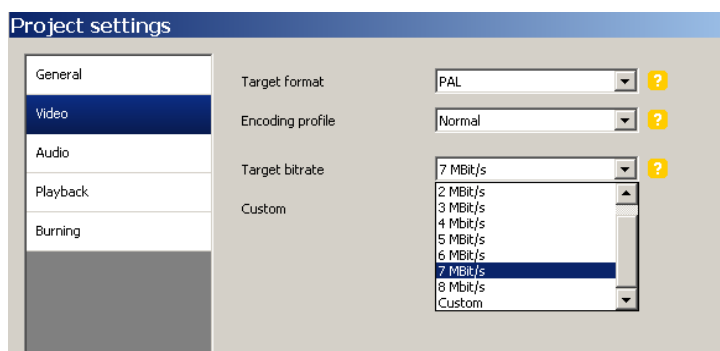 Project settings
General
Video
Audio
Playback
Burning
Target format PAL ?
Encoding profile Normal ?
Target bitrate 7 MBit/s ?
Custom
2 MBit/s
3 MBit/s
4 MBit/s
5 MBit/s
6 MBit/s
7 MBit/s
8 MBit/s
Custom